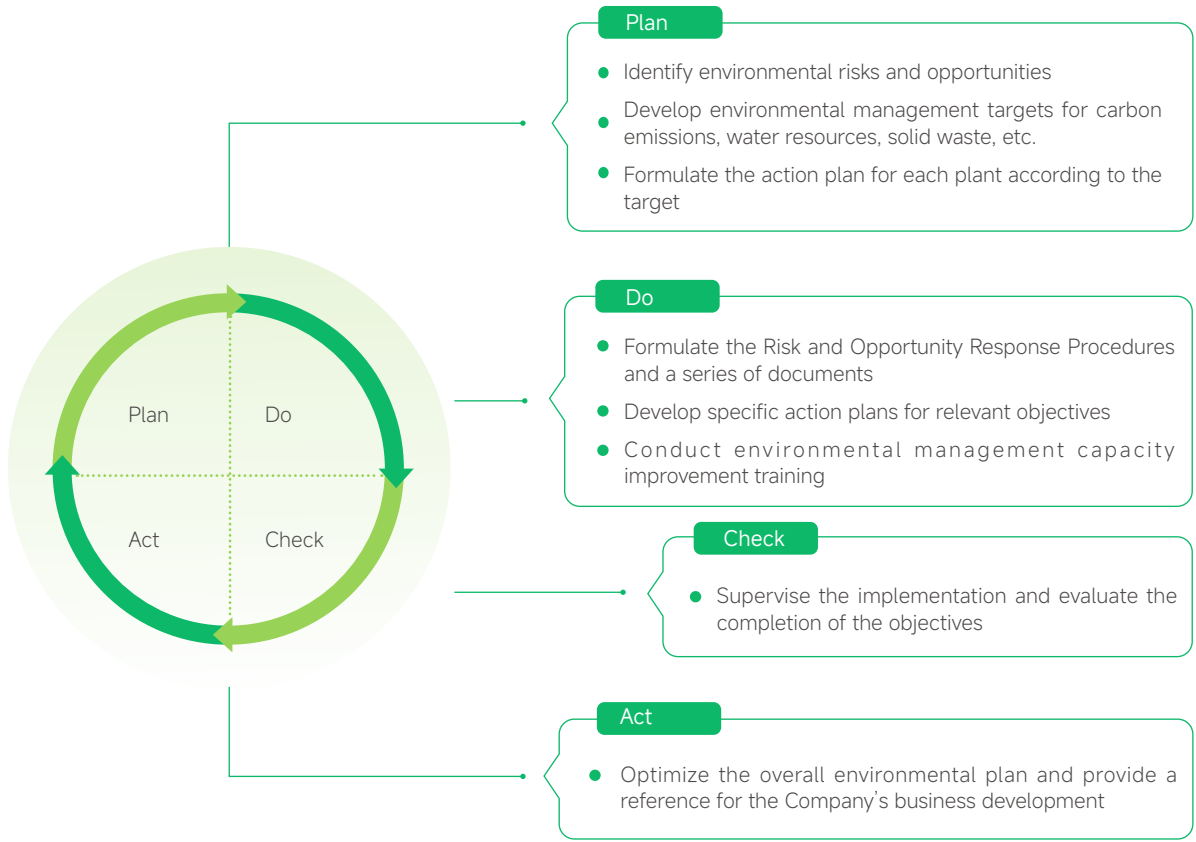 Plan
Identify environmental risks and opportunities
Develop environmental management targets for carbon
emissions, water resources, solid waste, etc.
Formulate the action plan for each plant according to the
target
Do
Formulate the Risk and Opportunity Response Procedures
and a series of documents
Develop specific action plans for relevant objectives
Conduct environmental management capacity
improvement training
Plan
Do
Act
Check
Check
Supervise the implementation and evaluate the
completion of the objectives
Act
Optimize the overall environmental plan and provide a
reference for the Company's business development